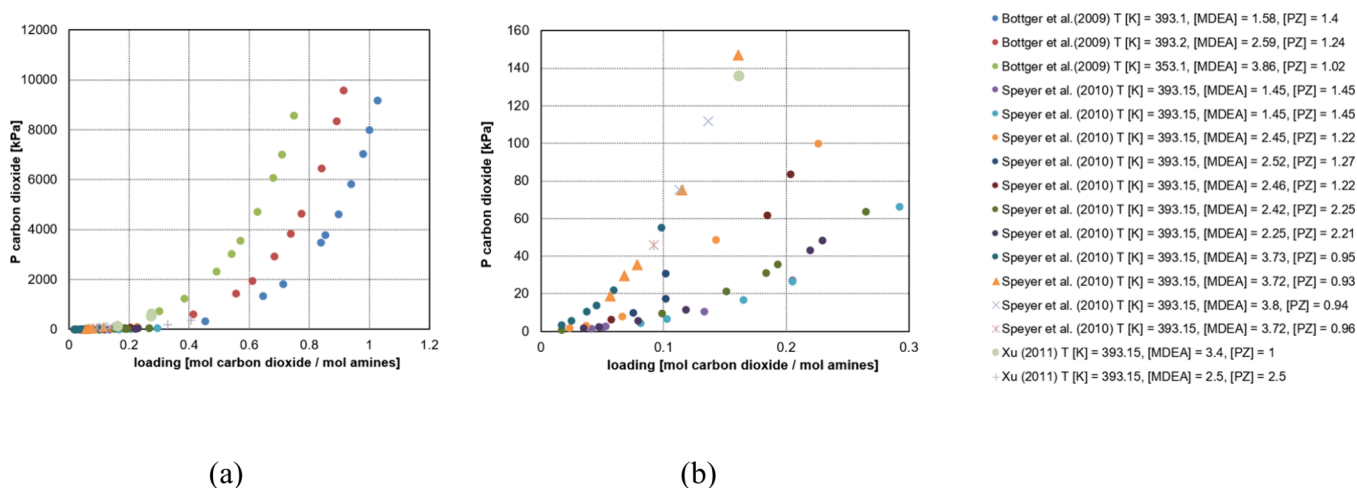 12000
10000
8000
6000
4000
2000
0
P carbon dioxide [kPa]
0 0.2 0.4 0.6 0.8 1 1.2
loading [mol carbon dioxide / mol amines]
(a)
160
140
120
100
80
60
40
20
0
P carbon dioxide [kPa]
0 0.1 0.2 0.3
loading [mol carbon dioxide / mol amines]
(b)
Bottger et al.(2009) T [K] = 393.1, [MDEA] = 1.58, [PZ] = 1.4
Bottger et al.(2009) T [K] = 393.2, [MDEA] = 2.59, [PZ] = 1.24
Bottger et al.(2009) T [K] = 353.1, [MDEA] = 3.86, [PZ] = 1.02
Speyer et al. (2010) T [K] = 393.15, [MDEA] = 1.45, [PZ] = 1.45
Speyer et al. (2010) T [K] = 393.15, [MDEA] = 1.45, [PZ] = 1.45
Speyer et al. (2010) T [K] = 393.15, [MDEA] = 2.45, [PZ] = 1.22
Speyer et al. (2010) T [K] = 393.15, [MDEA] = 2.52, [PZ] = 1.27
Speyer et al. (2010) T [K] = 393.15, [MDEA] = 2.46, [PZ] = 1.22
Speyer et al. (2010) T [K] = 393.15, [MDEA] = 2.42, [PZ] = 2.25
Speyer et al. (2010) T [K] = 393.15, [MDEA] = 2.25, [PZ] = 2.21
Speyer et al. (2010) T [K] = 393.15, [MDEA] = 3.73, [PZ] = 0.95
Speyer et al. (2010) T [K] = 393.15, [MDEA] = 3.72, [PZ] = 0.93
Speyer et al. (2010) T [K] = 393.15, [MDEA] = 3.8, [PZ] = 0.94
Speyer et al. (2010) T [K] = 393.15, [MDEA] = 3.72, [PZ] = 0.96
Xu (2011) T [K] = 393.15, [MDEA] = 3.4, [PZ] = 1
Xu (2011) T [K] = 393.15, [MDEA] = 2.5, [PZ] = 2.5